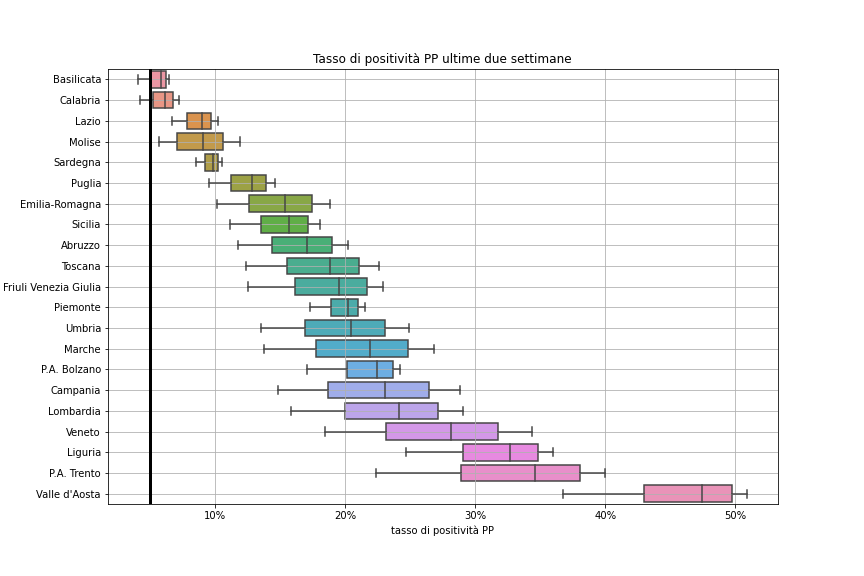 Tasso di positività PP ultime due settimane
Basilicata
Calabria
Lazio
Molise
Sardegna
Puglia
Emilia-Romagna
Sicilia
Abruzzo
Toscana
Friuli Venezia Giulia
Piemonte
Umbria
Marche
P.A. Bolzano
Campania
Lombardia
Veneto
Liguria
P.A. Trento
Valle d'Aosta
10% 20% 30% 40% 50%
tasso di positività PP